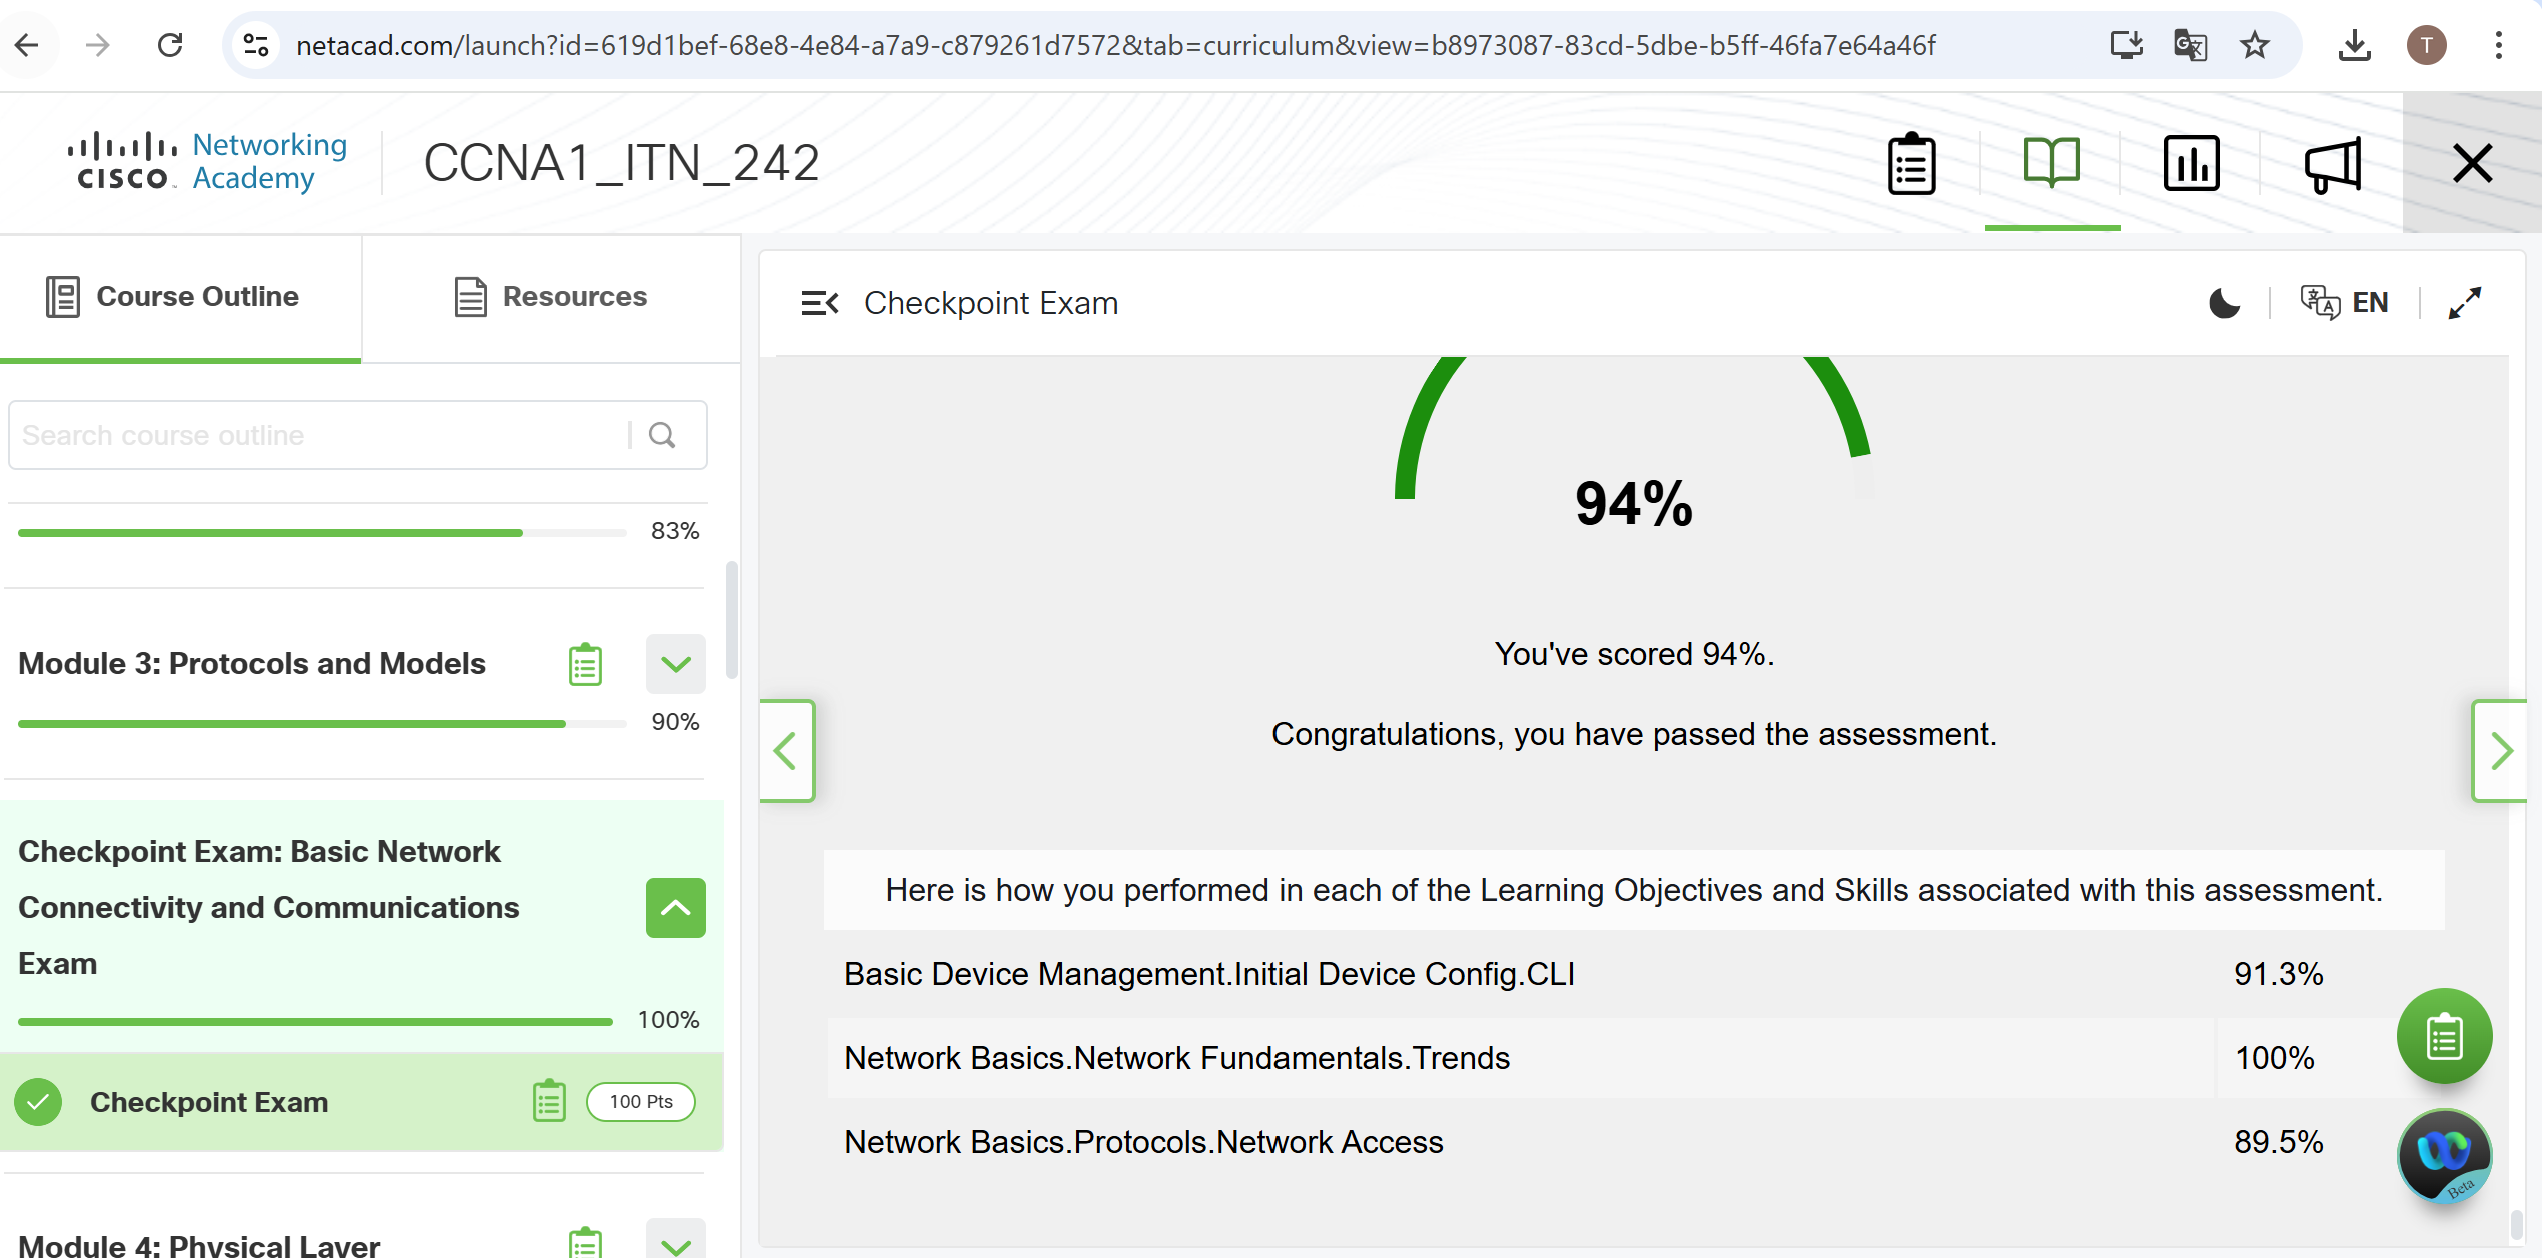 netacad.com/launch?id=619d1bef-68e8-4e84-a7a9-c879261d7572&tab=curriculum&view=b8973087-83cd-5dbe-b5ff-46fa7e64a46f
T
Networking
CISCO Academy
CCNA1_ITN_242
Course Outline
Resources
Checkpoint Exam
EN
Search course outline
83%
Module 3: Protocols and Models
90%
Checkpoint Exam: Basic Network
Connectivity and Communications
Exam
100%
Checkpoint Exam
100 Pts
Module 4: Physical Layer
94%
You've scored 94%.
Congratulations, you have passed the assessment.
Here is how you performed in each of the Learning Objectives and Skills associated with this assessment.
Basic Device Management.Initial Device Config.CLI 91.3%
Network Basics.Network Fundamentals.Trends 100%
Network Basics.Protocols.Network Access 89.5%
Beta